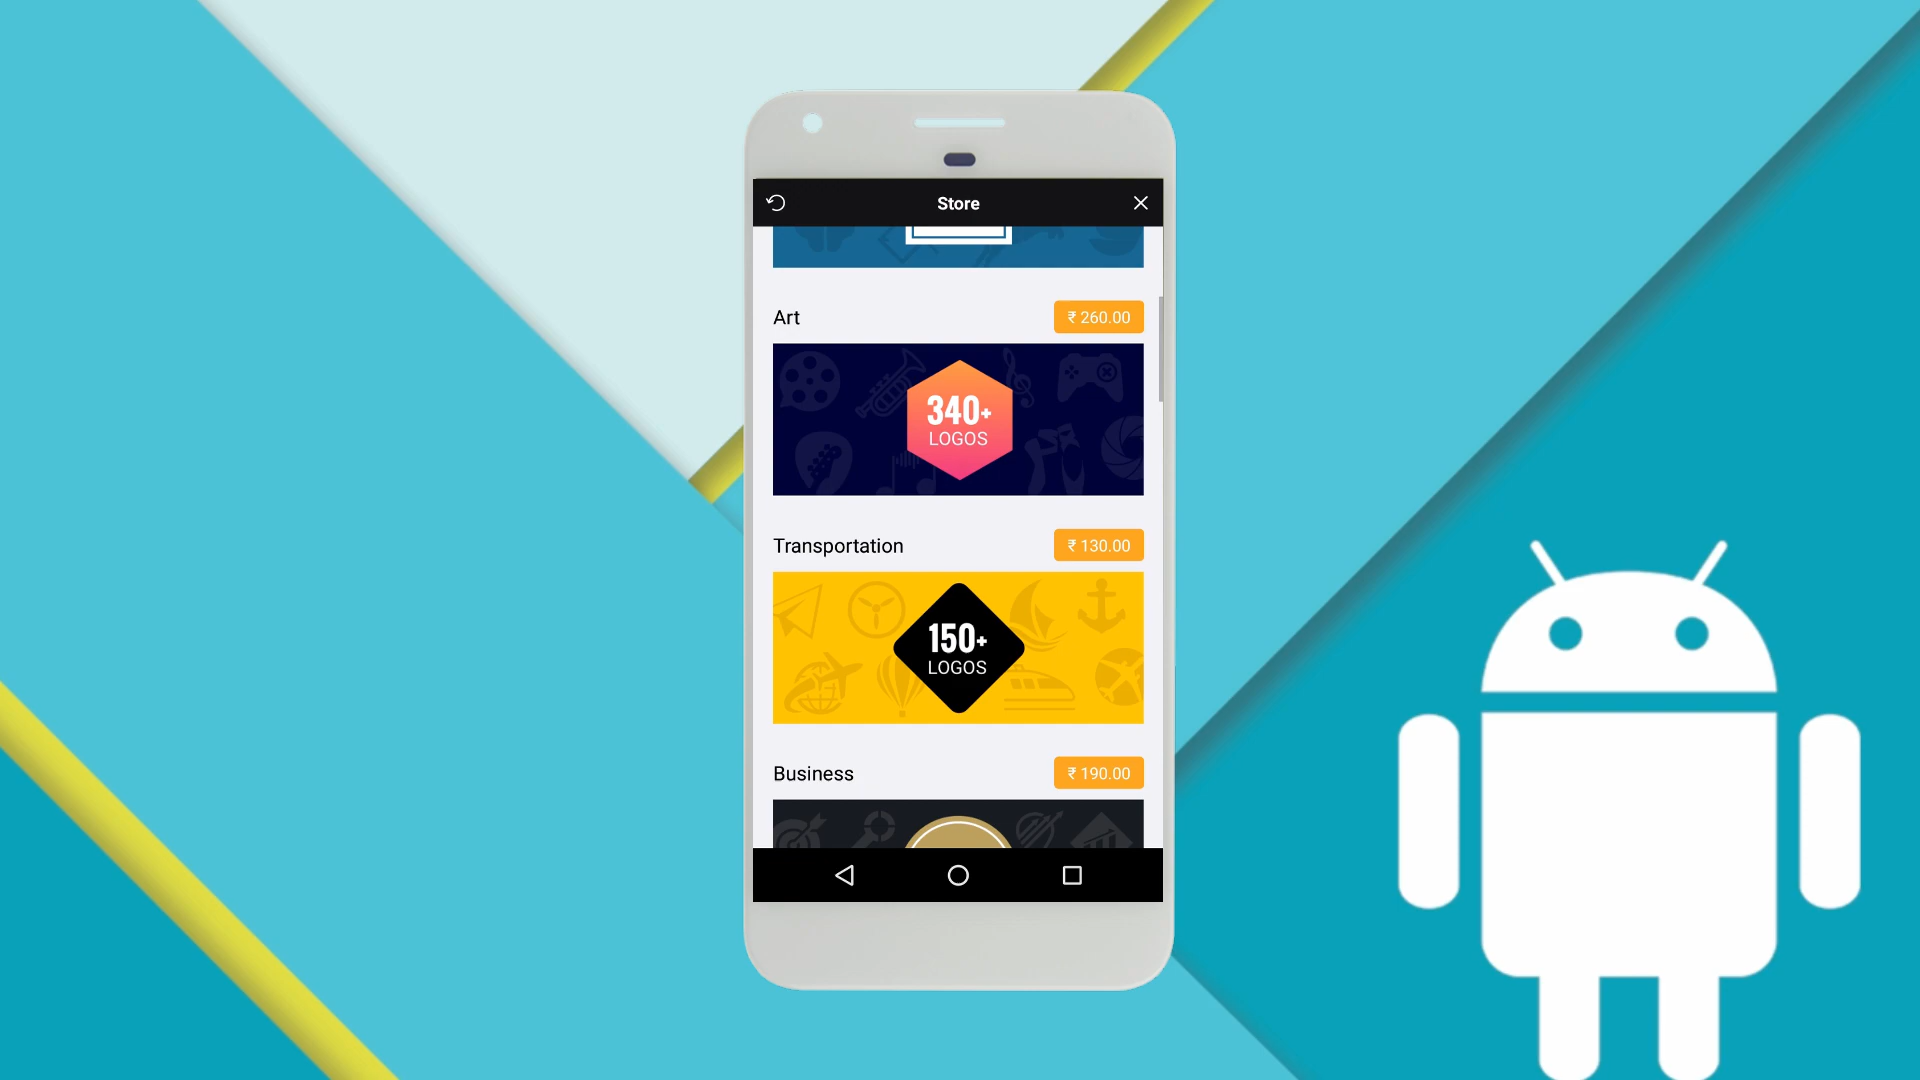 Store
Art
₹ 260.00
340+
LOGOS
Transportation
₹ 130.00
150+
LOGOS
Business
₹ 190.00